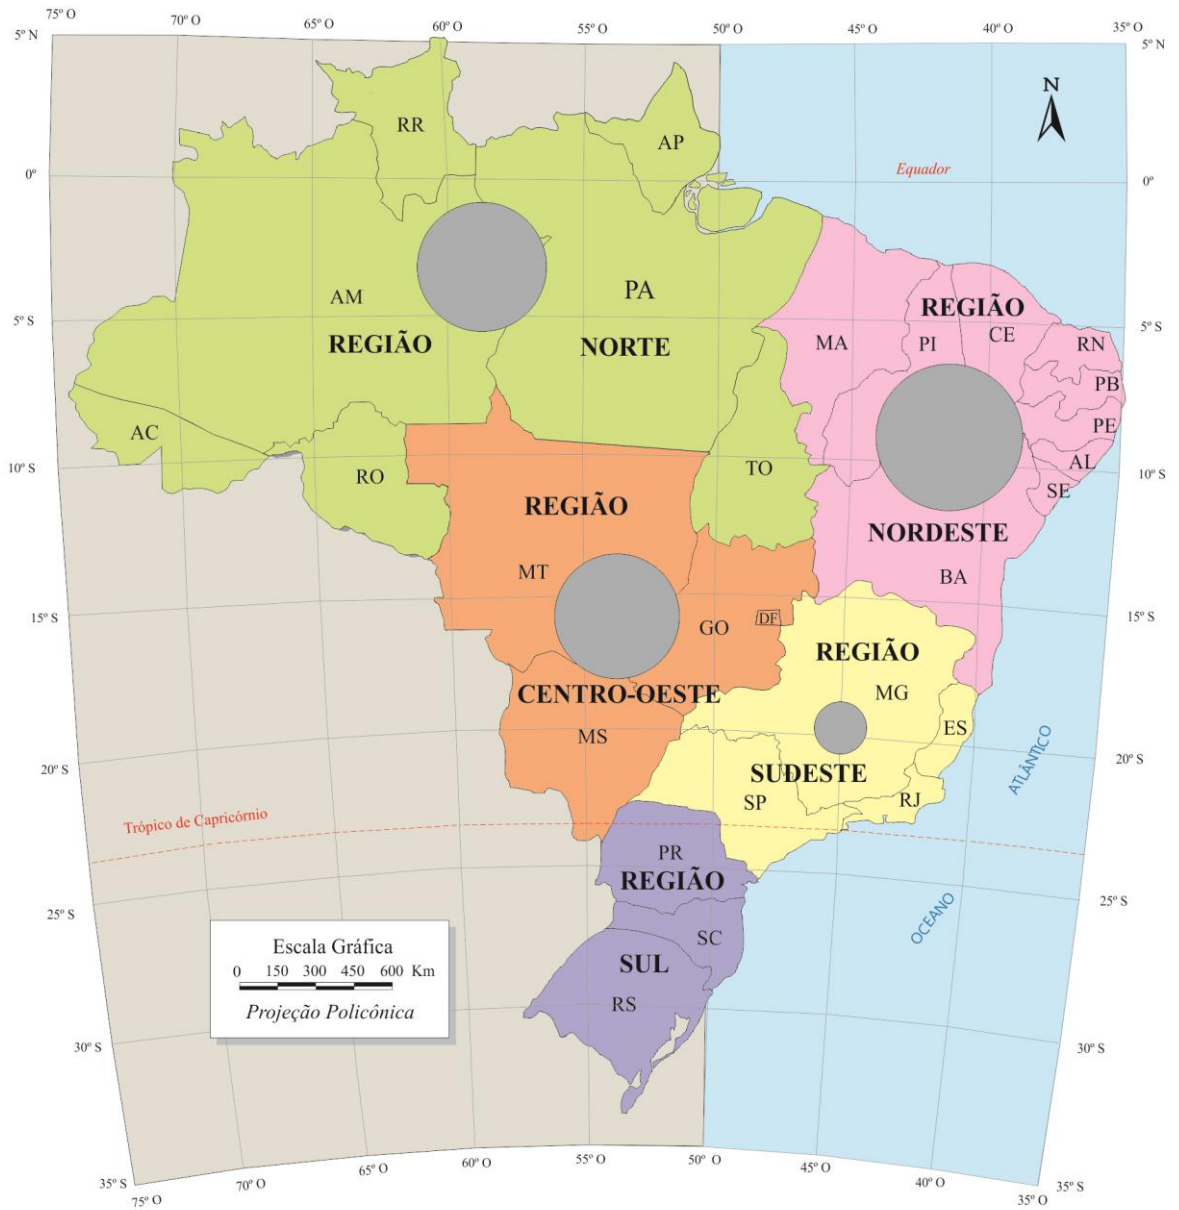 75º O
70º O
65º O
60º O
55º O
50º O
45º O
40º O
35º O
5º N
5º N
N
RR
AP
Equador
0º
0º
AM
PA
REGIÃO
NORTE
REGIÃO
MA
PI
CE
RN
PB
PE
AL
SE
5º S
5º S
AC
RO
TO
10º S
10º S
REGIÃO
NORDESTE
MT
BA
GO
DF
15º S
15º S
REGIÃO
CENTRO-OESTE
MG
MS
ES
SUDESTE
SP
RJ
20º S
20º S
ATLÂNTICO
Trópico de Capricórnio
PR
REGIÃO
25º S
25º S
OCEANO
SC
SUL
RS
Escala Gráfica
0 150 300 450 600 Km
Projeção Policônica
30º S
30º S
35º S
35º S
75º O
70º O
65º O
60º O
55º O
50º O
45º O
40º O
35º O